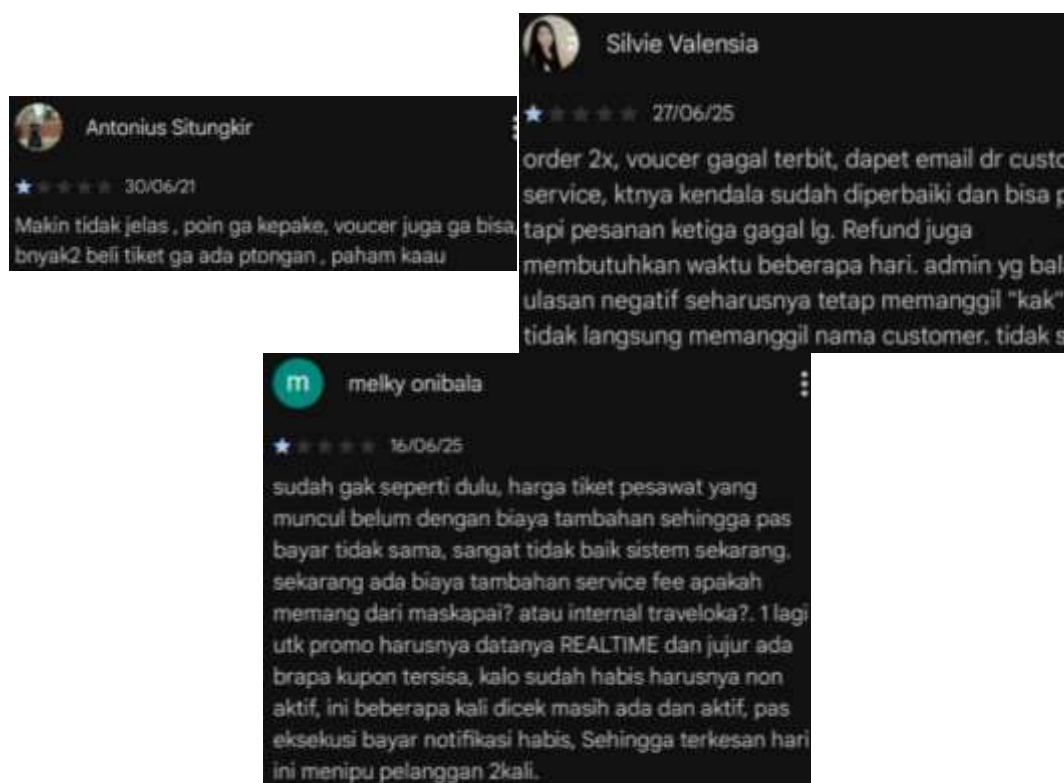 Antonius Situngkir
30/06/21
Makin tidak jelas , poin ga kepake, voucer juga ga bisa,
bnyak2 beli tiket ga ada ptongan , paham kaau
Silvie Valensia
27/06/25
order 2x, voucer gagal terbit, dapet email dr custo
service, ktnya kendala sudah diperbaiki dan bisa p
tapi pesanan ketiga gagal lg. Refund juga
membutuhkan waktu beberapa hari. admin yg bal
ulasan negatif seharusnya tetap memanggil "kak"
tidak langsung memanggil nama customer. tidak s
m
melky onibala
16/06/25
sudah gak seperti dulu, harga tiket pesawat yang
muncul belum dengan biaya tambahan sehingga pas
bayar tidak sama, sangat tidak baik sistem sekarang.
sekarang ada biaya tambahan service fee apakah
memang dari maskapai? atau internal traveloka?. 1 lagi
utk promo harusnya datanya REALTIME dan jujur ada
brapa kupon tersisa, kalo sudah habis harusnya non
aktif, ini beberapa kali dicek masih ada dan aktif, pas
eksekusi bayar notifikasi habis, Sehingga terkesan hari
ini menipu pelanggan 2kali.